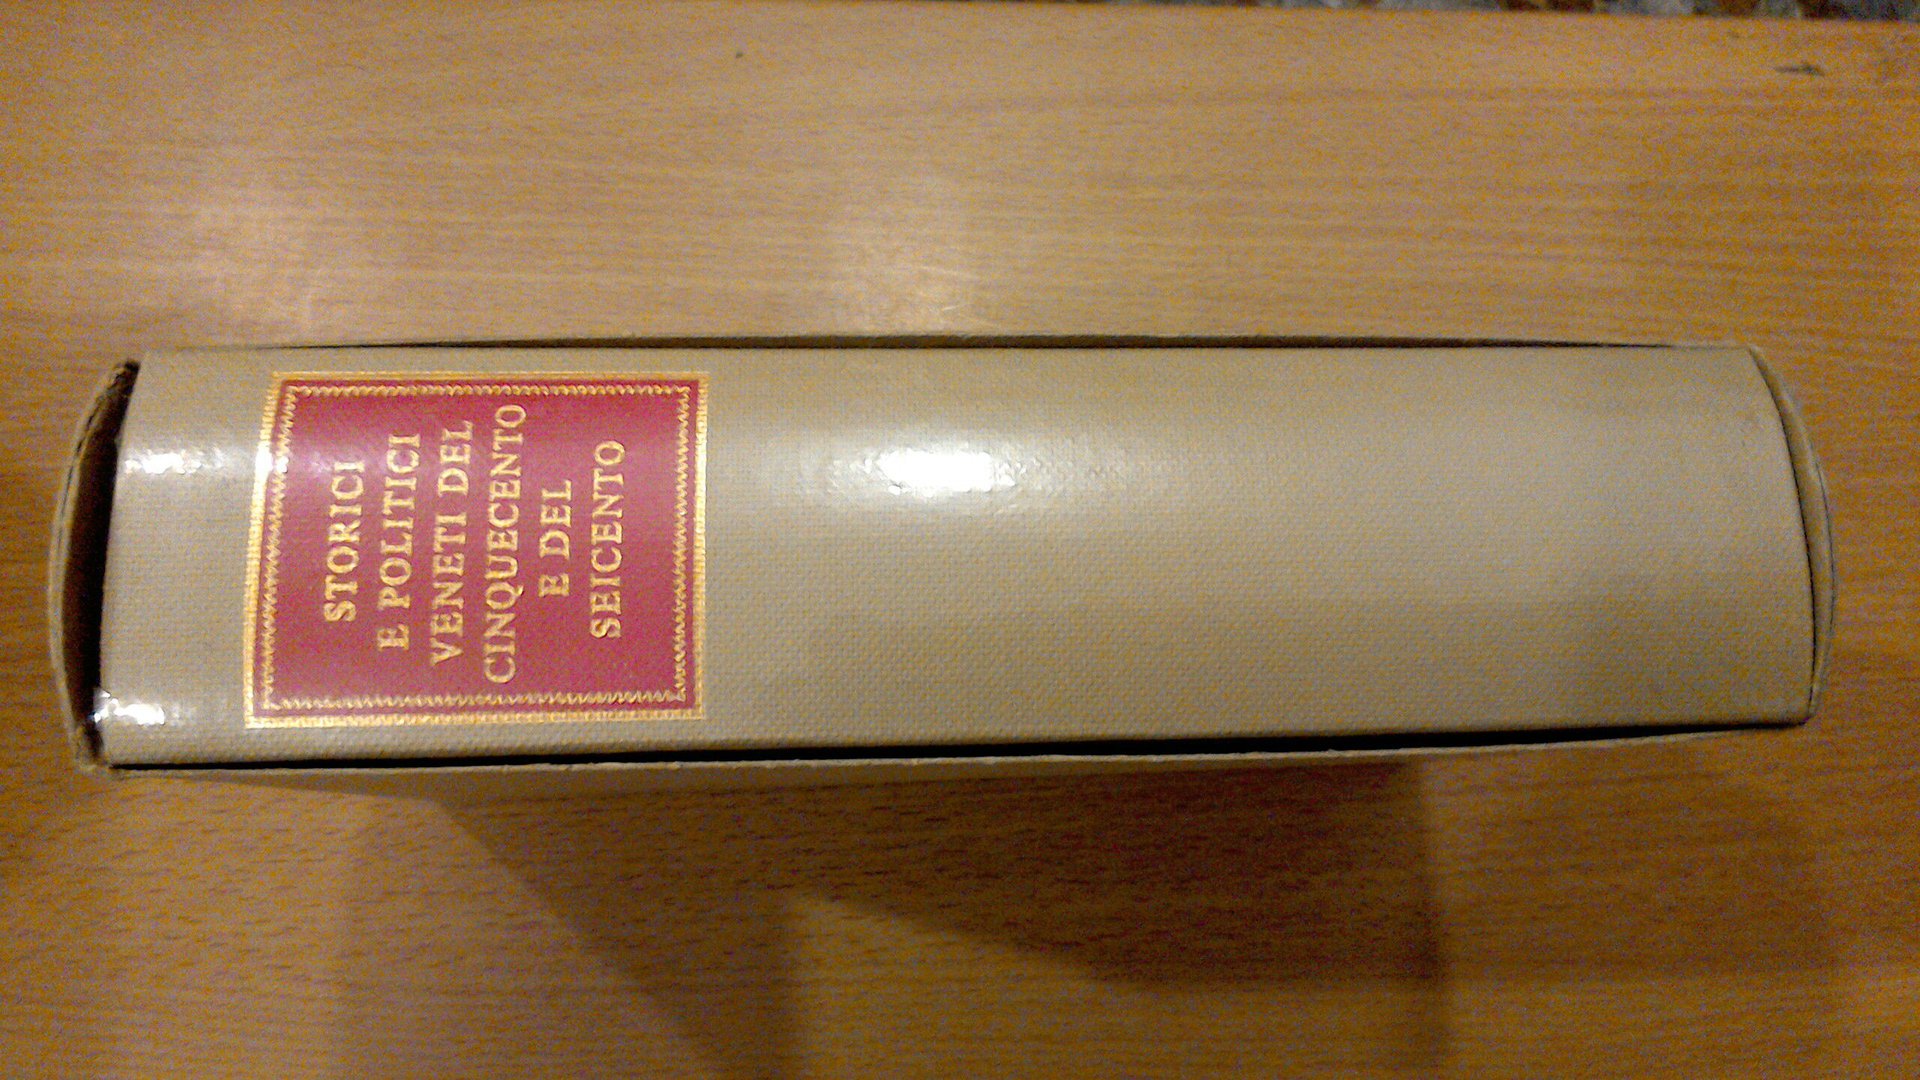 STORICI
E POLITICI
VENETI DEL
CINQUECENTO
E DEL
SEICENTO